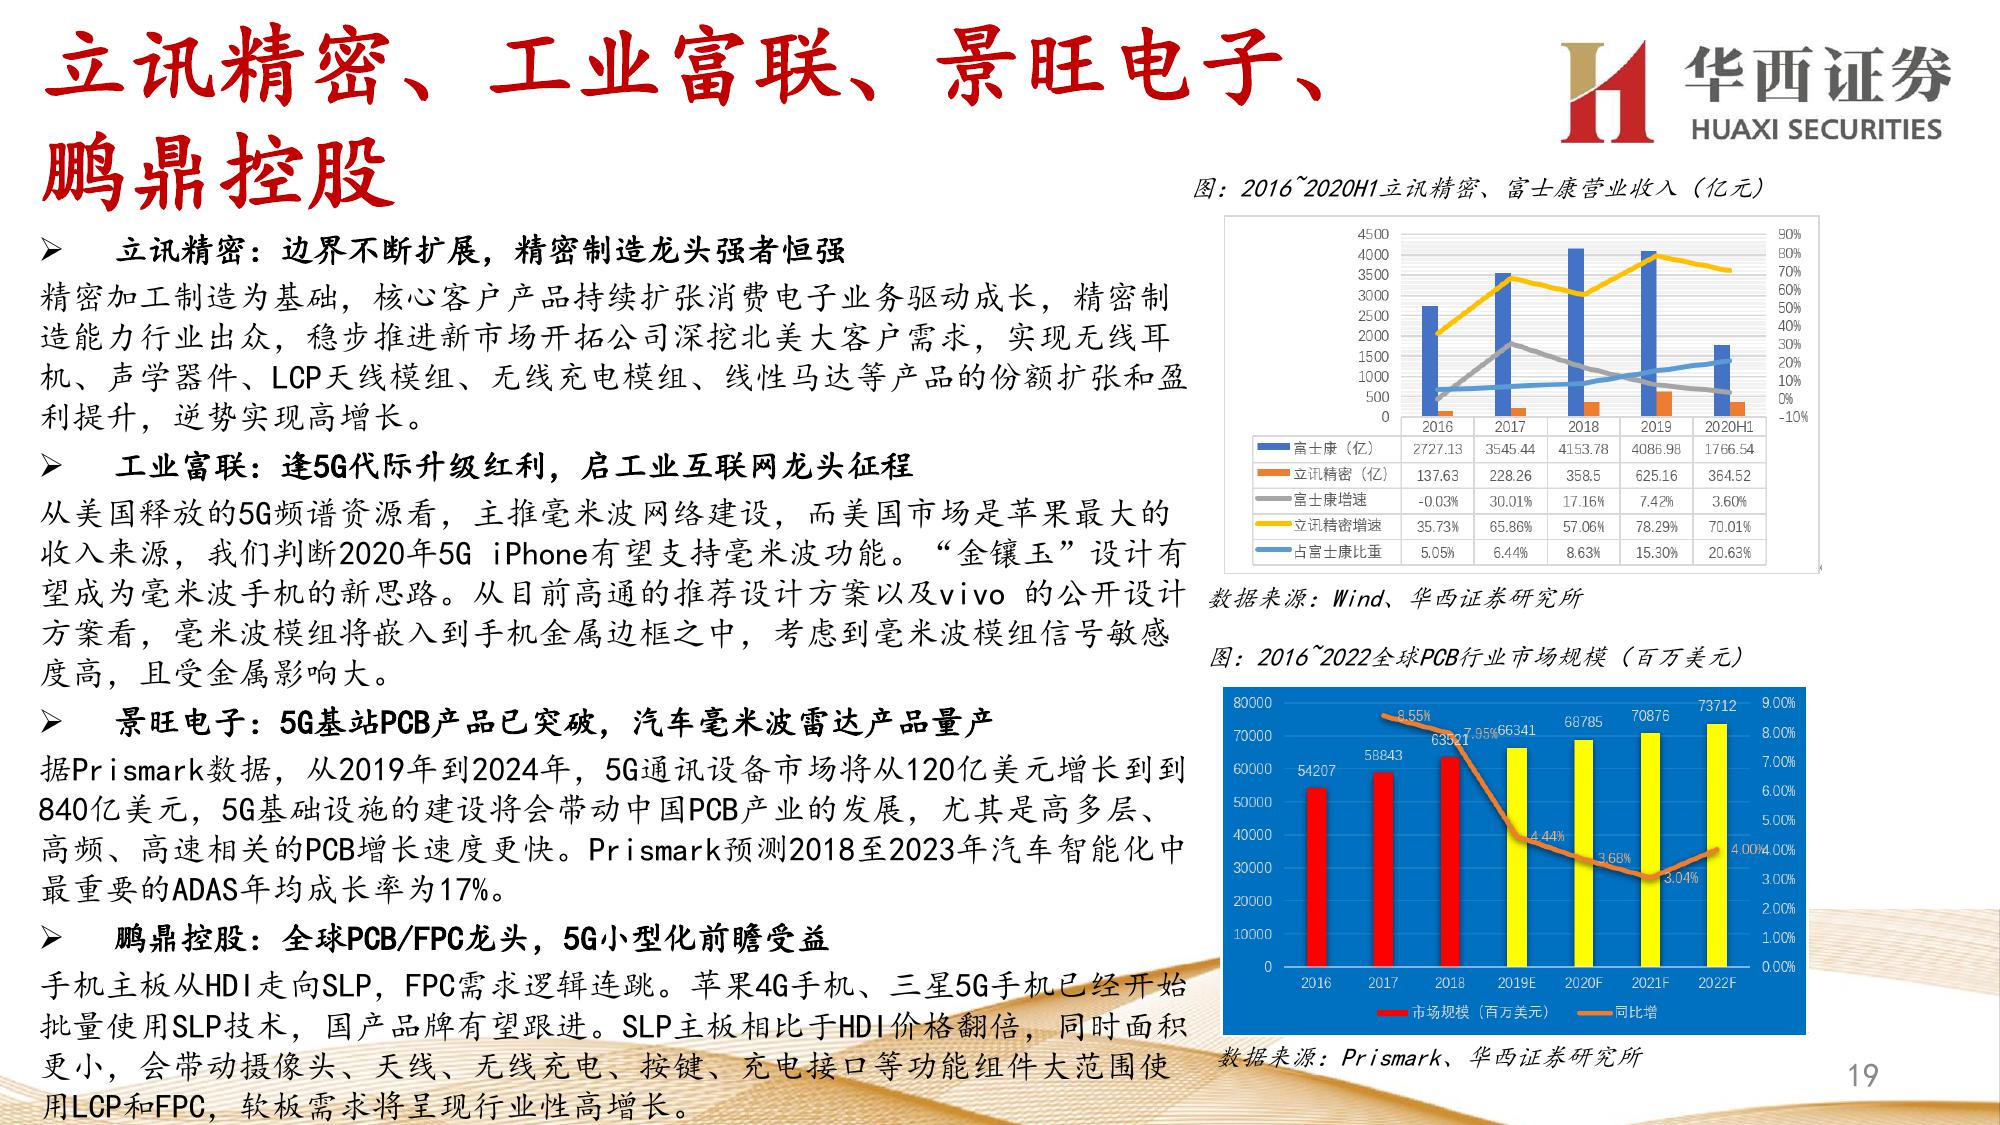 立讯精密、工业富联、景旺电子、
鹏鼎控股
华西证券
HUAXI SECURITIES
➢ 立讯精密：边界不断扩展，精密制造龙头强者恒强
精密加工制造为基础，核心客户产品持续扩张消费电子业务驱动成长，精密制
造能力行业出众，稳步推进新市场开拓公司深挖北美大客户需求，实现无线耳
机、声学器件、LCP天线模组、无线充电模组、线性马达等产品的份额扩张和盈
利提升，逆势实现高增长。
➢ 工业富联：逢5G代际升级红利，启工业互联网龙头征程
从美国释放的5G频谱资源看，主推毫米波网络建设，而美国市场是苹果最大的
收入来源，我们判断2020年5G iPhone有望支持毫米波功能。“金镶玉”设计有
望成为毫米波手机的新思路。从目前高通的推荐设计方案以及vivo 的公开设计
方案看，毫米波模组将嵌入到手机金属边框之中，考虑到毫米波模组信号敏感
度高，且受金属影响大。
➢ 景旺电子：5G基站PCB产品已突破，汽车毫米波雷达产品量产
据Prismark数据，从2019年到2024年，5G通讯设备市场将从120亿美元增长到到
840亿美元，5G基础设施的建设将会带动中国PCB产业的发展，尤其是高多层、
高频、高速相关的PCB增长速度更快。Prismark预测2018至2023年汽车智能化中
最重要的ADAS年均成长率为17%。
➢ 鹏鼎控股：全球PCB/FPC龙头，5G小型化前瞻受益
手机主板从HDI走向SLP，FPC需求逻辑连跳。苹果4G手机、三星5G手机已经开始
批量使用SLP技术，国产品牌有望跟进。SLP主板相比于HDI价格翻倍，同时面积
更小，会带动摄像头、天线、无线充电、按键、充电接口等功能组件大范围使
用LCP和FPC，软板需求将呈现行业性高增长。
图：2016~2020H1立讯精密、富士康营业收入（亿元）
4500 90%
4000 80%
3500 70%
3000 60%
2500 50%
2000 40%
1500 30%
1000 20%
500 10%
0 0%
-10%
2016 2017 2018 2019 2020H1
富士康（亿） 2727.13 3545.44 4153.78 4086.98 1766.54
立讯精密（亿） 137.63 228.26 358.5 625.16 364.52
富士康增速 -0.03% 30.01% 17.16% 7.42% 3.60%
立讯精密增速 35.73% 65.86% 57.06% 78.29% 70.01%
占富士康比重 5.05% 6.44% 8.63% 15.30% 20.63%
数据来源：Wind、华西证券研究所
图：2016~2022全球PCB行业市场规模（百万美元）
80000 70000 60000 50000 40000 30000 20000 10000 0
54207 58843 63521 66341 68785 70876 73712
8.55% 7.95% 4.44% 3.68% 3.04% 4.00%
9.00% 8.00% 7.00% 6.00% 5.00% 4.00% 3.00% 2.00% 1.00% 0.00%
2016 2017 2018 2019E 2020F 2021F 2022F
市场规模（百万美元） 同比增
数据来源：Prismark、华西证券研究所
19